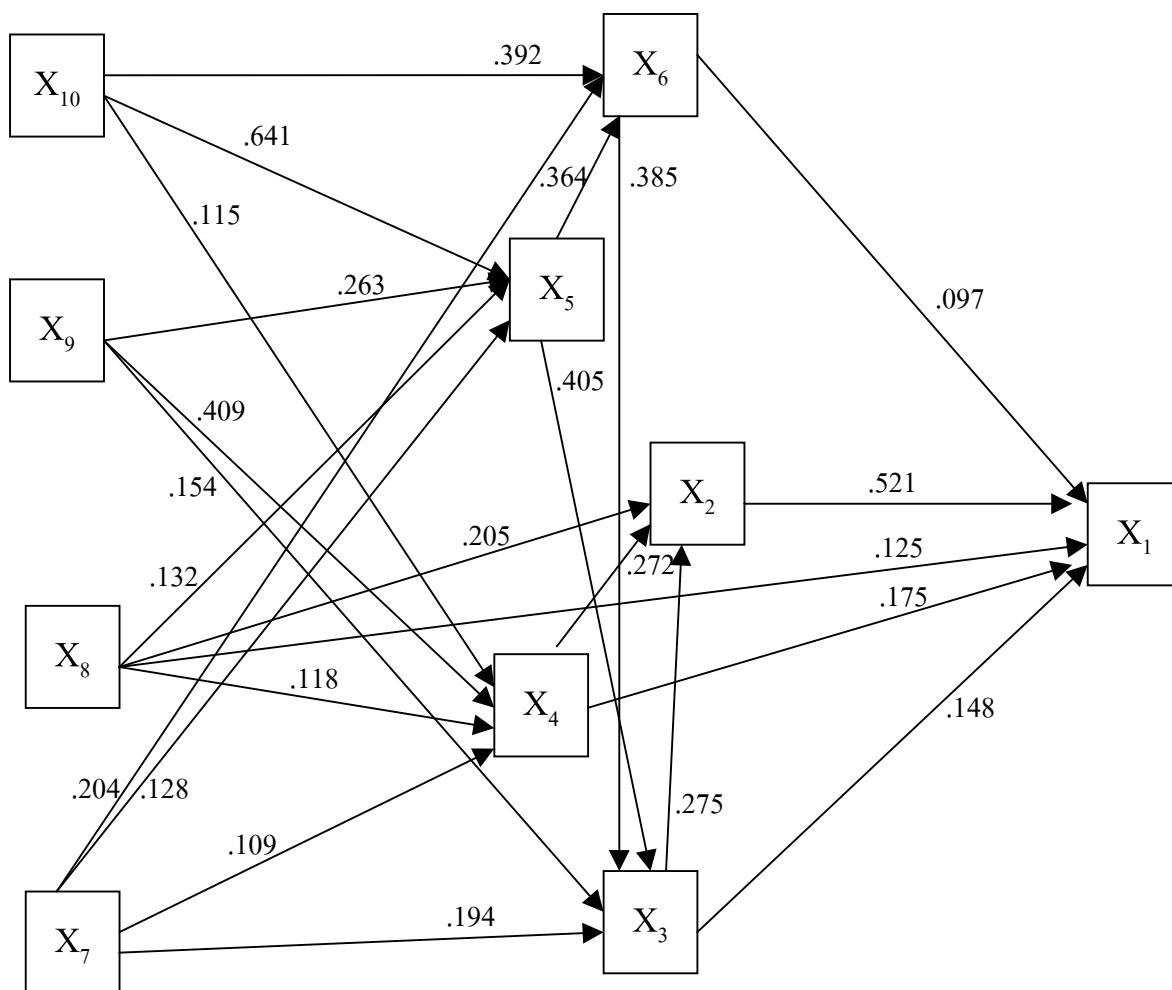 X₁₀
.392
X₆
.641
.364
.385
.115
X₉
.263
X₅
.097
.409
.405
.154
X₂
.521
X₁
.205
.272
.125
.132
.175
X₈
.118
X₄
.148
.204
.128
.275
.109
X₇
.194
X₃